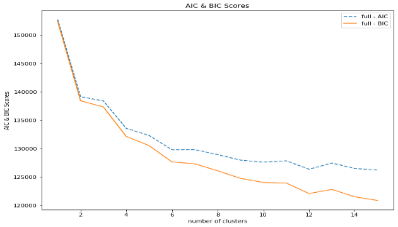 AIC & BIC Scores
full - AIC
full - BIC
150000
145000
140000
135000
130000
125000
120000
AIC & BIC Scores
2 4 6 8 10 12 14
number of clusters